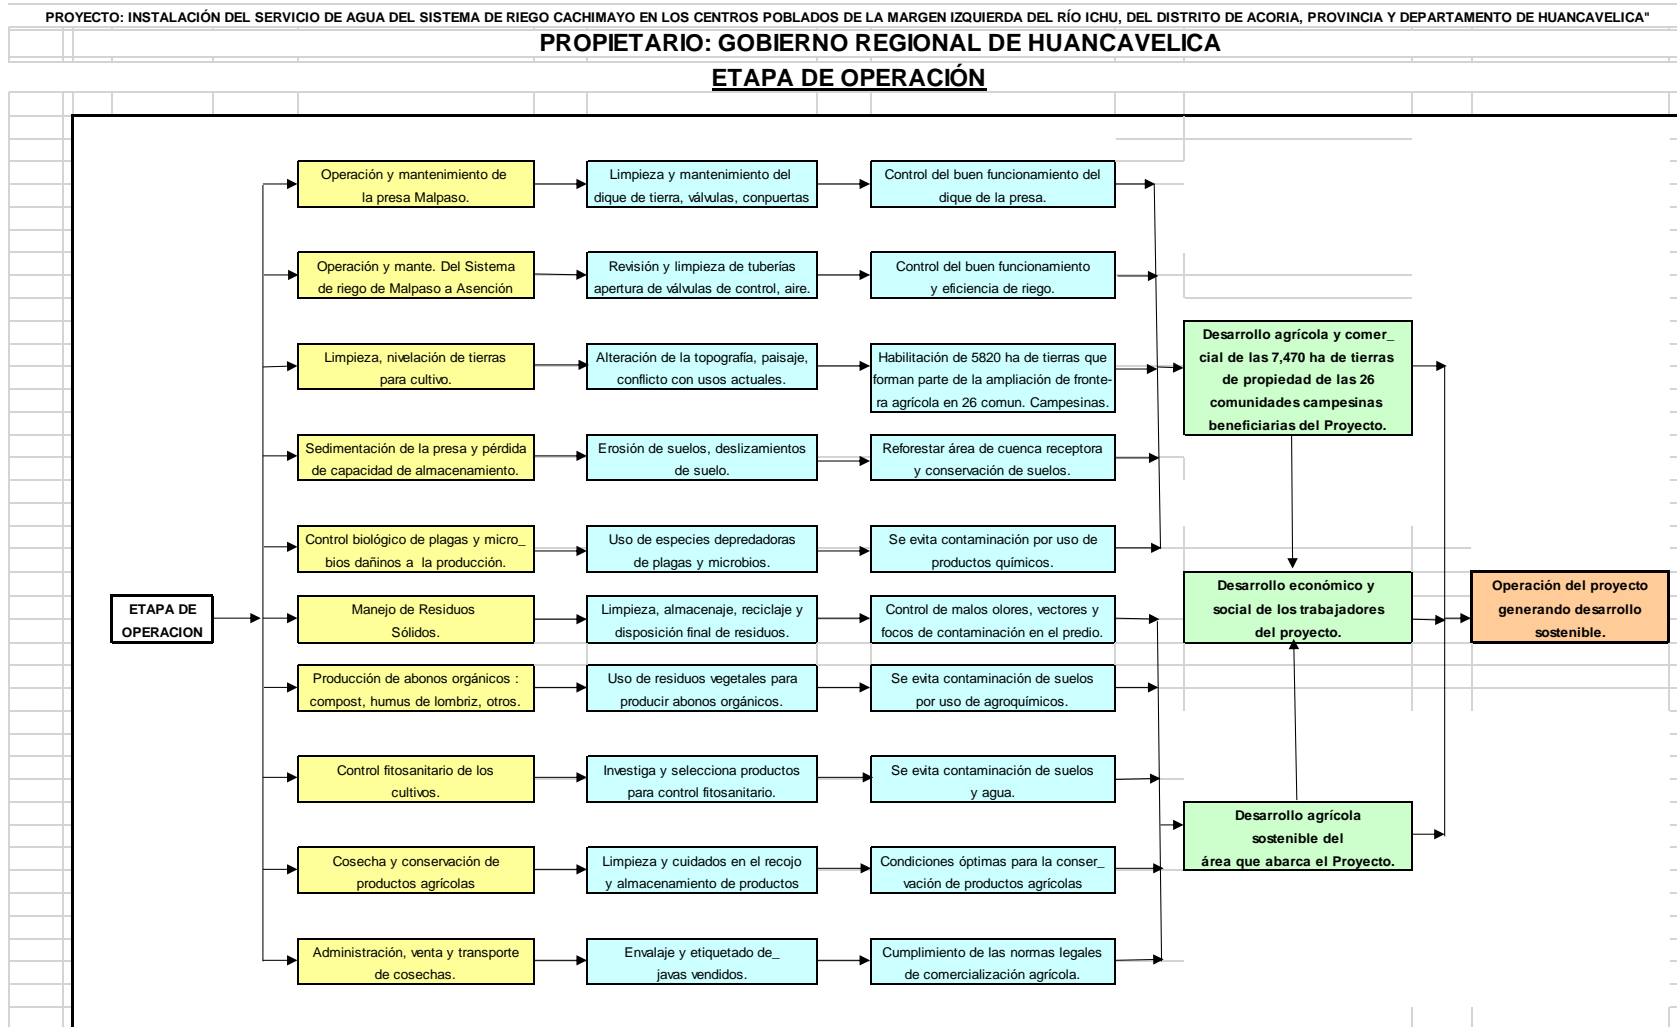 PROYECTO: INSTALACIÓN DEL SERVICIO DE AGUA DEL SISTEMA DE RIEGO CACHIMAYO EN LOS CENTROS POBLADOS DE LA MARGEN IZQUIERDA DEL RÍO ICHU, DEL DISTRITO DE ACORIA, PROVINCIA Y DEPARTAMENTO DE HUANCAVELICA"
PROPIETARIO: GOBIERNO REGIONAL DE HUANCAVELICA
ETAPA DE OPERACIÓN
ETAPA DE
OPERACION
Operación y mantenimiento de
la presa Malpaso.
Limpieza y mantenimiento del
dique de tierra, válvulas, conpuertas
Control del buen funcionamiento del
dique de la presa.
Operación y mante. Del Sistema
de riego de Malpaso a Asención
Revisión y limpieza de tuberías
apertura de válvulas de control, aire.
Control del buen funcionamiento
y eficiencia de riego.
Limpieza, nivelación de tierras
para cultivo.
Alteración de la topografía, paisaje,
conflicto con usos actuales.
Habilitación de 5820 ha de tierras que
forman parte de la ampliación de fronte-
ra agrícola en 26 comun. Campesinas.
Sedimentación de la presa y pérdida
de capacidad de almacenamiento.
Erosión de suelos, deslizamientos
de suelo.
Reforestar área de cuenca receptora
y conservación de suelos.
Control biológico de plagas y micro_
bios dañinos a  la producción.
Uso de especies depredadoras
de plagas y microbios.
Se evita contaminación por uso de
productos químicos.
Manejo de Residuos
Sólidos.
Limpieza, almacenaje, reciclaje y
disposición final de residuos.
Control de malos olores, vectores y
focos de contaminación en el predio.
Producción de abonos orgánicos :
compost, humus de lombriz, otros.
Uso de residuos vegetales para
producir abonos orgánicos.
Se evita contaminación de suelos
por uso de agroquímicos.
Control fitosanitario de los
cultivos.
Investiga y selecciona productos
para control fitosanitario.
Se evita contaminación de suelos
y agua.
Cosecha y conservación de
productos agrícolas
Limpieza y cuidados en el recojo
y almacenamiento de productos
Condiciones óptimas para la conser_
vación de productos agrícolas
Administración, venta y transporte
de cosechas.
Envalaje y etiquetado de_
javas vendidos.
Cumplimiento de las normas legales
de comercialización agrícola.
Desarrollo agrícola y comer_
cial de las 7,470 ha de tierras
de propiedad de las 26
comunidades campesinas
beneficiarias del Proyecto.
Desarrollo económico y
social de los trabajadores
del proyecto.
Desarrollo agrícola
sostenible del
área que abarca el Proyecto.
Operación del proyecto
generando desarrollo
sostenible.